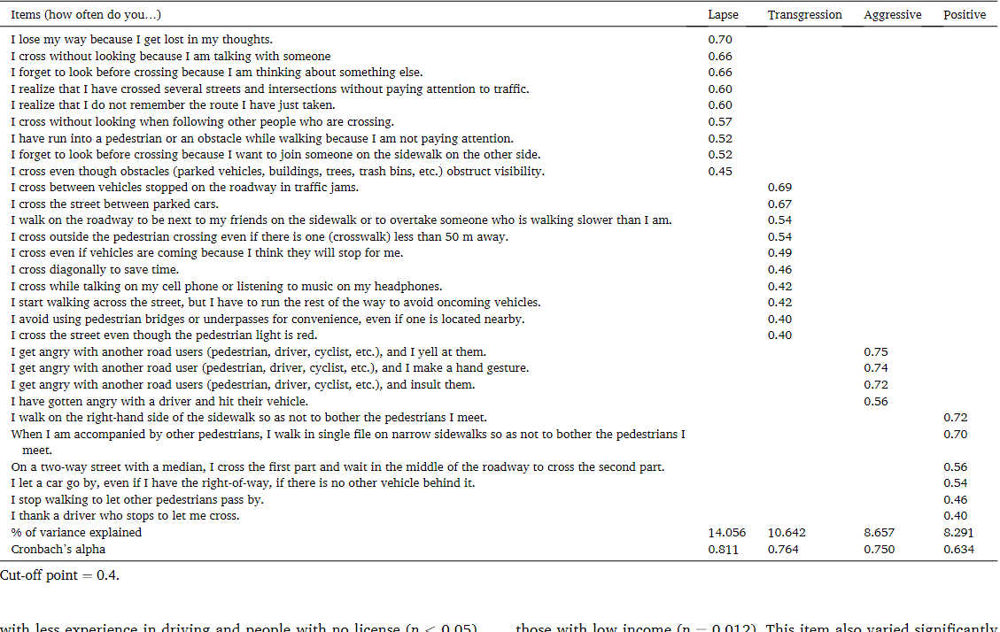 Items (how often do you…) Lapse Transgression Aggressive Positive
I lose my way because I get lost in my thoughts. 0.70
I cross without looking because I am talking with someone 0.66
I forget to look before crossing because I am thinking about something else. 0.66
I realize that I have crossed several streets and intersections without paying attention to traffic. 0.60
I realize that I do not remember the route I have just taken. 0.60
I cross without looking when following other people who are crossing. 0.57
I have run into a pedestrian or an obstacle while walking because I am not paying attention. 0.52
I forget to look before crossing because I want to join someone on the sidewalk on the other side. 0.52
I cross even though obstacles (parked vehicles, buildings, trees, trash bins, etc.) obstruct visibility. 0.45
I cross between vehicles stopped on the roadway in traffic jams. 0.69
I cross the street between parked cars. 0.67
I walk on the roadway to be next to my friends on the sidewalk or to overtake someone who is walking slower than I am. 0.54
I cross outside the pedestrian crossing even if there is one (crosswalk) less than 50 m away. 0.54
I cross even if vehicles are coming because I think they will stop for me. 0.49
I cross diagonally to save time. 0.46
I cross while talking on my cell phone or listening to music on my headphones. 0.42
I start walking across the street, but I have to run the rest of the way to avoid oncoming vehicles. 0.42
I avoid using pedestrian bridges or underpasses for convenience, even if one is located nearby. 0.40
I cross the street even though the pedestrian light is red. 0.40
I get angry with another road users (pedestrian, driver, cyclist, etc.), and I yell at them. 0.75
I get angry with another road user (pedestrian, driver, cyclist, etc.), and I make a hand gesture. 0.74
I get angry with another road users (pedestrian, driver, cyclist, etc.), and insult them. 0.72
I have gotten angry with a driver and hit their vehicle. 0.56
I walk on the right-hand side of the sidewalk so as not to bother the pedestrians I meet. 0.72
When I am accompanied by other pedestrians, I walk in single file on narrow sidewalks so as not to bother the pedestrians I 0.70
meet.
On a two-way street with a median, I cross the first part and wait in the middle of the roadway to cross the second part. 0.56
I let a car go by, even if I have the right-of-way, if there is no other vehicle behind it. 0.54
I stop walking to let other pedestrians pass by. 0.46
I thank a driver who stops to let me cross. 0.40
% of variance explained 14.056 10.642 8.657 8.291
Cronbach's alpha 0.811 0.764 0.750 0.634
Cut-off point = 0.4.
with less experience in driving and people with no license (p < 0.05)
those with low income (p = 0.012). This item also varied significantly